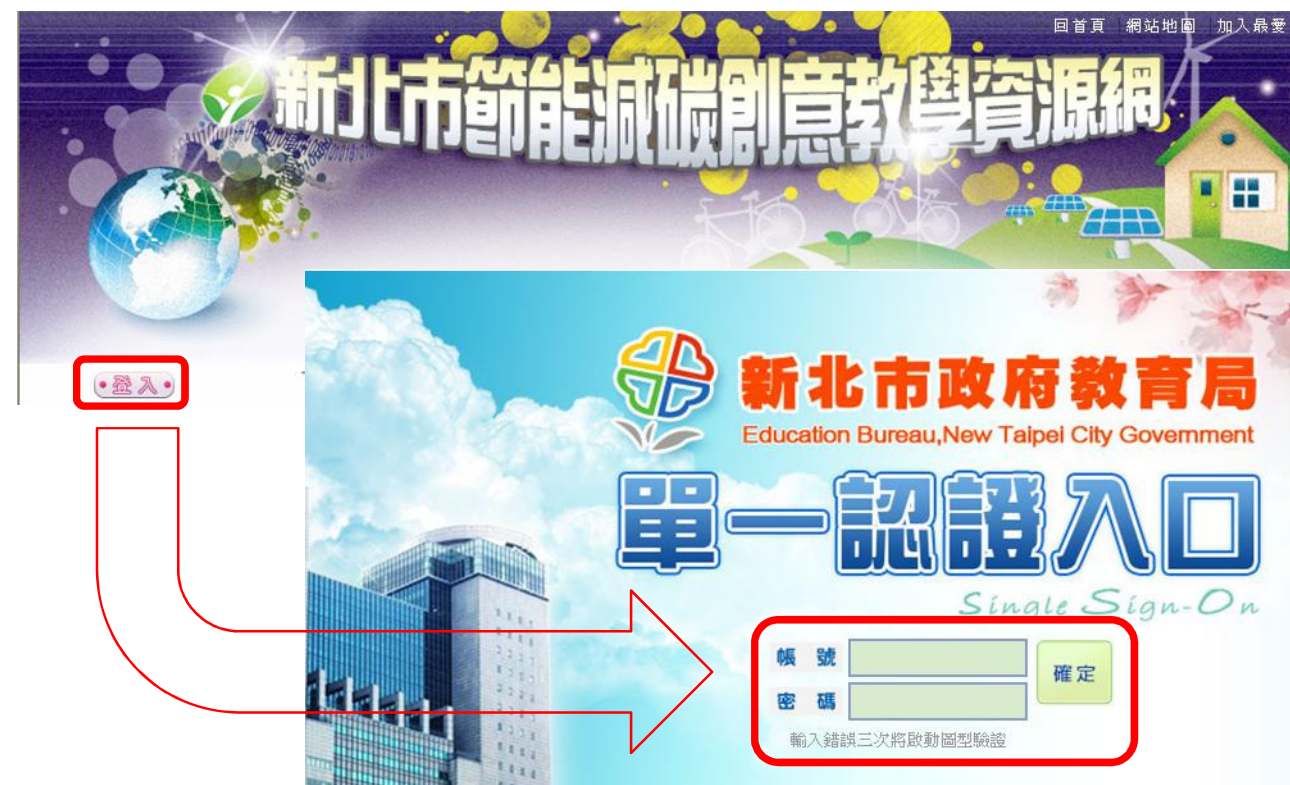 回首頁 網站地圖 加入最愛
新北市節能減碳創意教學資源網
登入
新北市政府教育局
Education Bureau,New Taipei City Government
單一認證入口
Single Sign-On
帳 號
密 碼
確定
輸入錯誤三次將啟動圖型驗證